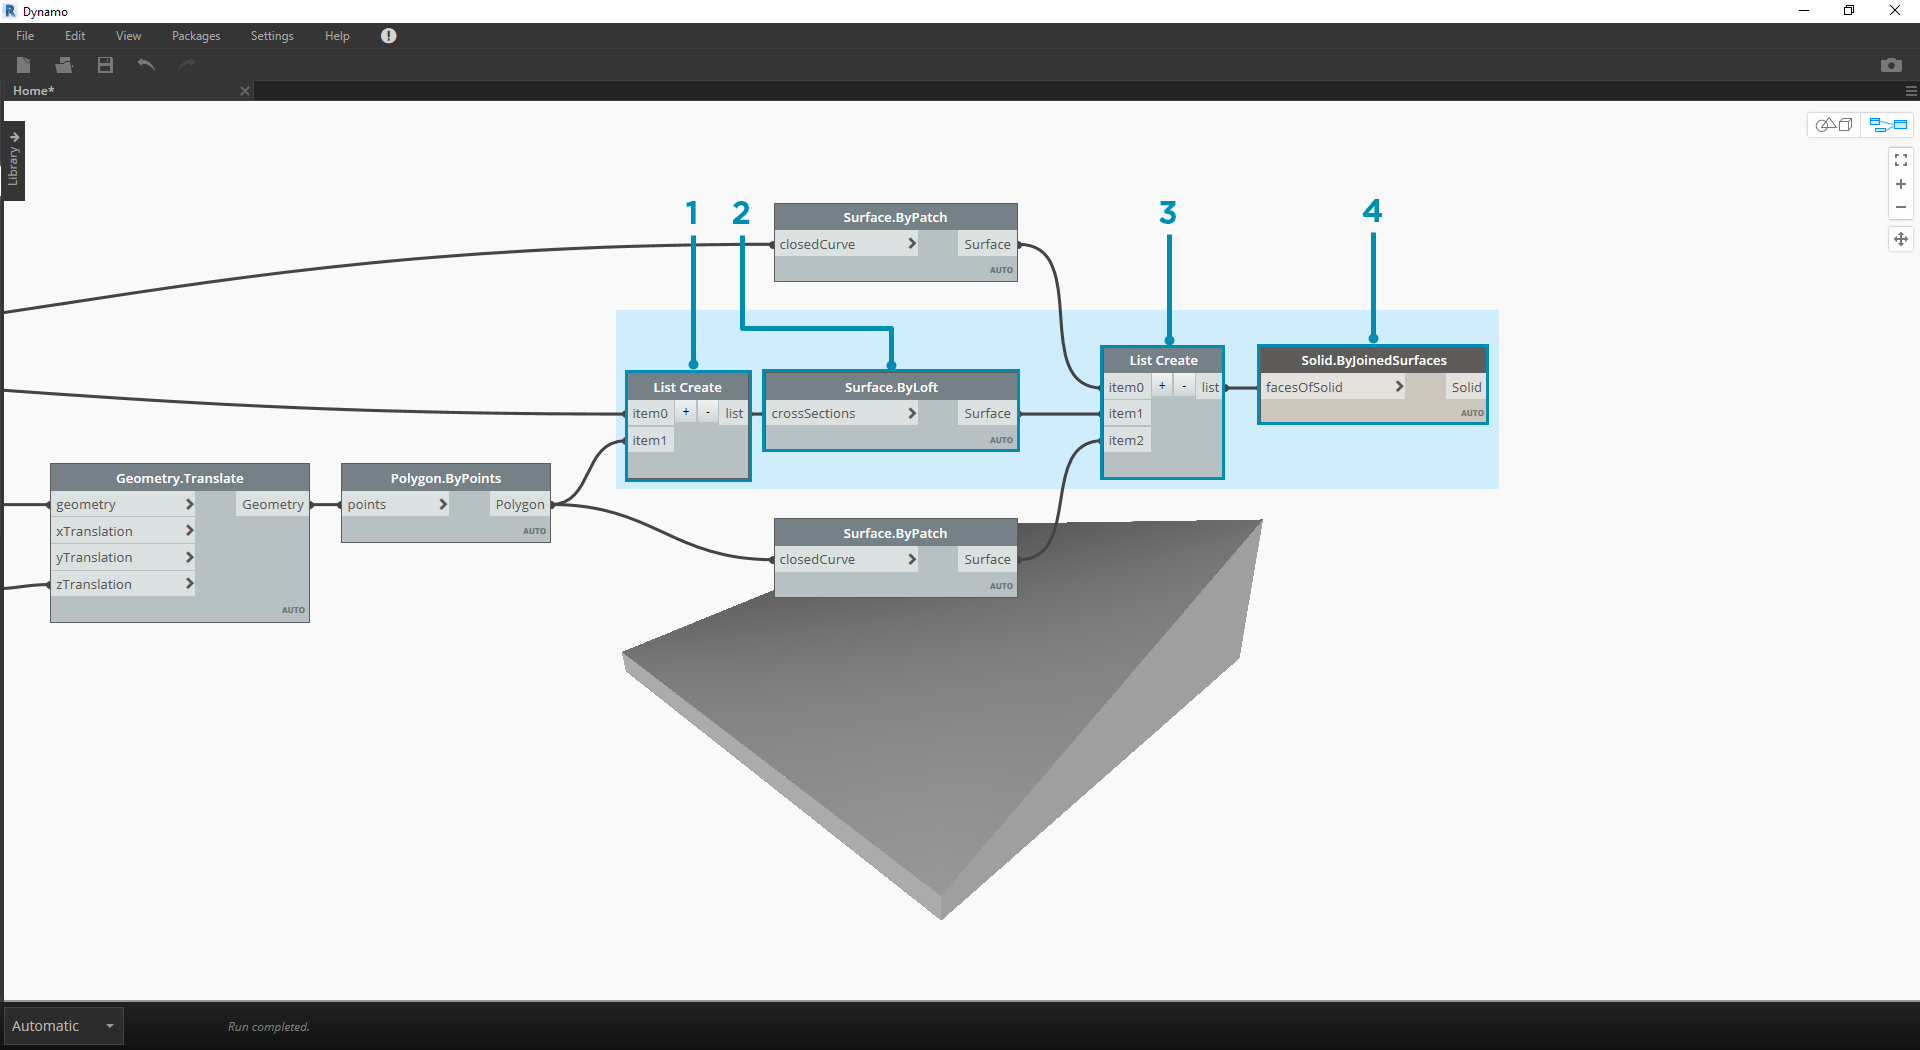 Dynamo
File Edit View Packages Settings Help
Home*
Library
1 2 3 4
Surface.ByPatch
closedCurve Surface
AUTO
List Create
item0 + - list
item1
Surface.ByLoft
crossSections Surface
AUTO
List Create
item0 + - list
item1
item2
Solid.ByJoinedSurfaces
facesOfSolid Solid
AUTO
Geometry.Translate
geometry Geometry
xTranslation
yTranslation
zTranslation
AUTO
Polygon.ByPoints
points Polygon
AUTO
Surface.ByPatch
closedCurve Surface
AUTO
Automatic Run completed.